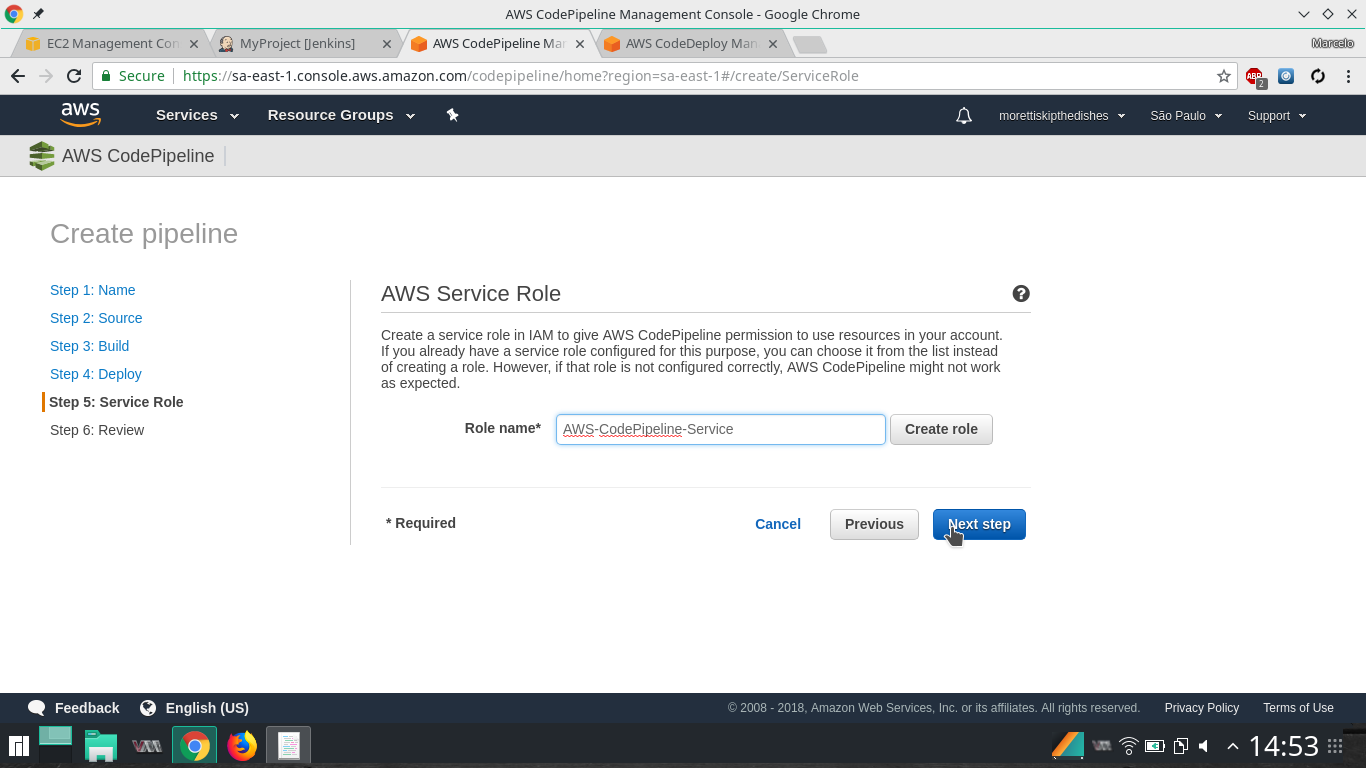 AWS CodePipeline Management Console - Google Chrome
EC2 Management Con
MyProject [Jenkins]
AWS CodePipeline Ma
AWS CodeDeploy Man
Marcelo
Secure
https://sa-east-1.console.aws.amazon.com/codepipeline/home?region=sa-east-1#/create/ServiceRole
ABP
2
aws
Services
Resource Groups
morettiskipthedishes
São Paulo
Support
AWS CodePipeline
Create pipeline
Step 1: Name
Step 2: Source
Step 3: Build
Step 4: Deploy
Step 5: Service Role
Step 6: Review
AWS Service Role
?
Create a service role in IAM to give AWS CodePipeline permission to use resources in your account.
If you already have a service role configured for this purpose, you can choose it from the list instead
of creating a role. However, if that role is not configured correctly, AWS CodePipeline might not work
as expected.
Role name*
AWS-CodePipeline-Service
Create role
* Required
Cancel
Previous
Next step
Feedback
English (US)
© 2008 - 2018, Amazon Web Services, Inc. or its affiliates. All rights reserved.
Privacy Policy
Terms of Use
14:53